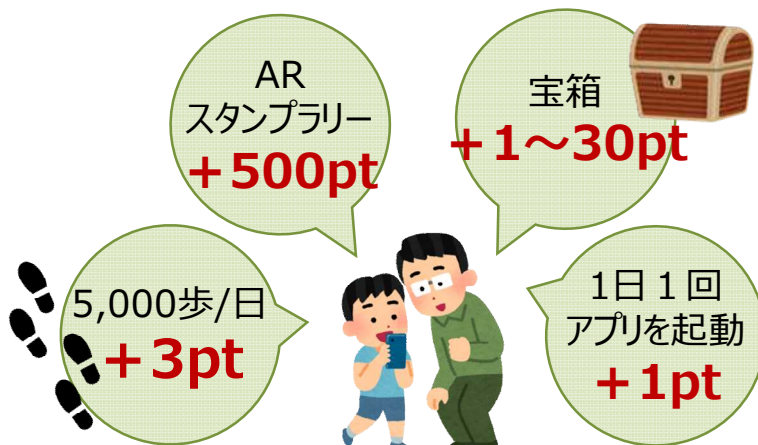 AR
スタンプラリー
＋500pt
宝箱
＋1～30pt
5,000歩/日
＋3pt
1日１回
アプリを起動
＋1pt